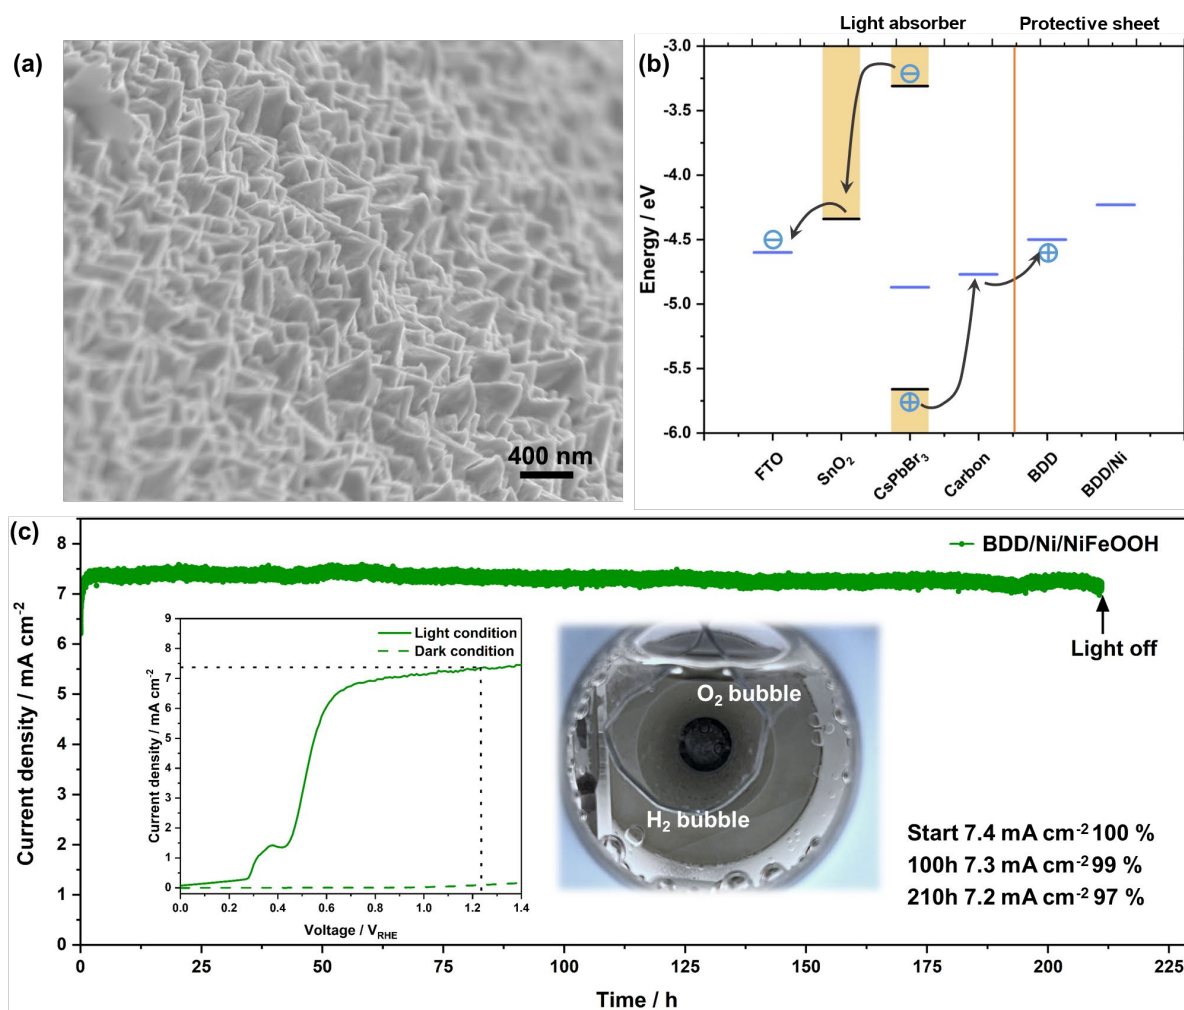 Light absorber
Protective sheet
(a)
400 nm
(b)
-3.0
-3.5
-4.0
-4.5
-5.0
-5.5
-6.0
Energy / eV
FTO
SnO₂
CsPbBr₃
Carbon
BDD
BDD/Ni
(c)
8
7
6
5
4
3
2
1
0
Current density / mA cm⁻²
BDD/Ni/NiFeOOH
Light off
9
8
7
6
5
4
3
2
1
0
Current density / mA cm⁻²
Light condition
Dark condition
0.0 0.2 0.4 0.6 0.8 1.0 1.2 1.4
Voltage / V_RHE
O₂ bubble
H₂ bubble
Start 7.4 mA cm⁻² 100 %
100h 7.3 mA cm⁻² 99 %
210h 7.2 mA cm⁻² 97 %
0 25 50 75 100 125 150 175 200 225
Time / h